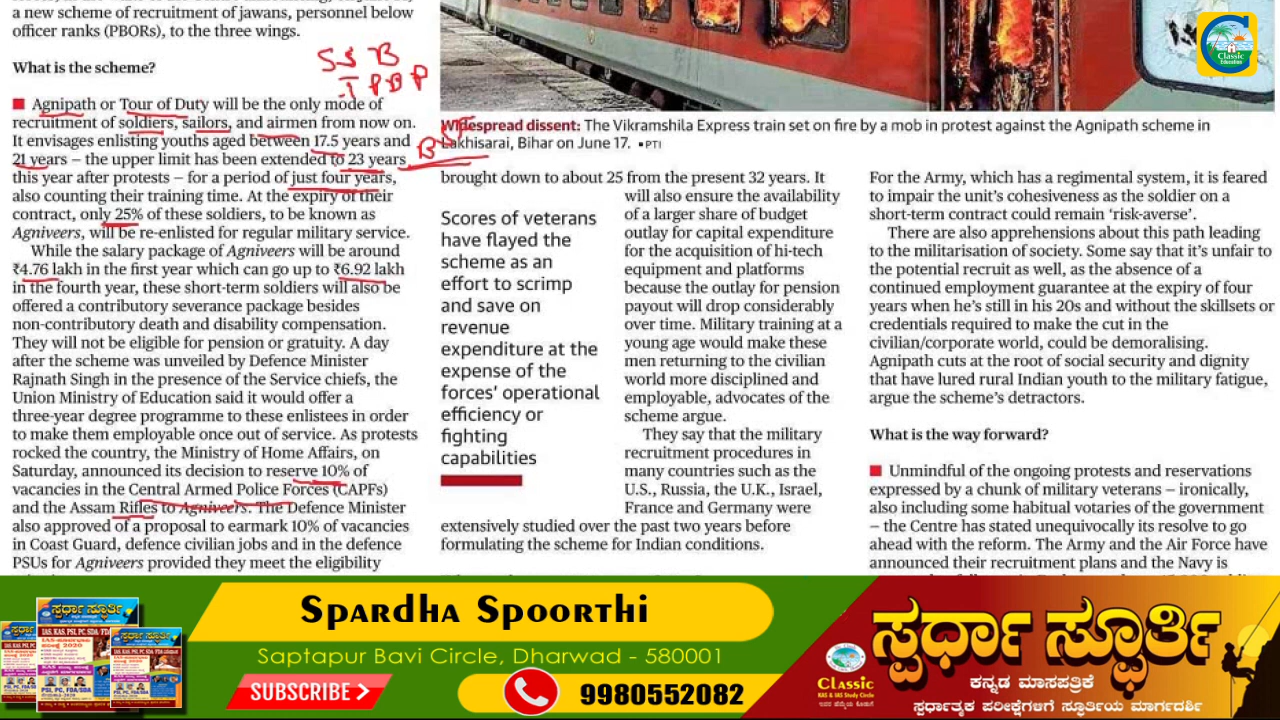 a new scheme of recruitment of jawans, personnel below
officer ranks (PBORs), to the three wings.
What is the scheme?
SSB
ITBP
BSF
■ Agnipath or Tour of Duty will be the only mode of
recruitment of soldiers, sailors, and airmen from now on.
It envisages enlisting youths aged between 17.5 years and
21 years – the upper limit has been extended to 23 years
this year after protests – for a period of just four years,
also counting their training time. At the expiry of their
contract, only 25% of these soldiers, to be known as
Agniveers, will be re-enlisted for regular military service.
While the salary package of Agniveers will be around
₹4.76 lakh in the first year which can go up to ₹6.92 lakh
in the fourth year, these short-term soldiers will also be
offered a contributory severance package besides
non-contributory death and disability compensation.
They will not be eligible for pension or gratuity. A day
after the scheme was unveiled by Defence Minister
Rajnath Singh in the presence of the Service chiefs, the
Union Ministry of Education said it would offer a
three-year degree programme to these enlistees in order
to make them employable once out of service. As protests
rocked the country, the Ministry of Home Affairs, on
Saturday, announced its decision to reserve 10% of
vacancies in the Central Armed Police Forces (CAPFs)
and the Assam Rifles to Agniveers. The Defence Minister
also approved of a proposal to earmark 10% of vacancies
in Coast Guard, defence civilian jobs and in the defence
PSUs for Agniveers provided they meet the eligibility
Widespread dissent: The Vikramshila Express train set on fire by a mob in protest against the Agnipath scheme in
Lakhisarai, Bihar on June 17. • PTI
brought down to about 25 from the present 32 years. It
will also ensure the availability
of a larger share of budget
outlay for capital expenditure
for the acquisition of hi-tech
equipment and platforms
because the outlay for pension
payout will drop considerably
over time. Military training at a
young age would make these
men returning to the civilian
world more disciplined and
employable, advocates of the
scheme argue.
They say that the military
recruitment procedures in
many countries such as the
U.S., Russia, the U.K., Israel,
France and Germany were
extensively studied over the past two years before
formulating the scheme for Indian conditions.
Scores of veterans
have flayed the
scheme as an
effort to scrimp
and save on
revenue
expenditure at the
expense of the
forces' operational
efficiency or
fighting
capabilities
For the Army, which has a regimental system, it is feared
to impair the unit's cohesiveness as the soldier on a
short-term contract could remain 'risk-averse'.
There are also apprehensions about this path leading
to the militarisation of society. Some say that it's unfair to
the potential recruit as well, as the absence of a
continued employment guarantee at the expiry of four
years when he's still in his 20s and without the skillsets or
credentials required to make the cut in the
civilian/corporate world, could be demoralising.
Agnipath cuts at the root of social security and dignity
that have lured rural Indian youth to the military fatigue,
argue the scheme's detractors.
What is the way forward?
■ Unmindful of the ongoing protests and reservations
expressed by a chunk of military veterans – ironically,
also including some habitual votaries of the government
– the Centre has stated unequivocally its resolve to go
ahead with the reform. The Army and the Air Force have
announced their recruitment plans and the Navy is
Classic
Education
Spardha Spoorthi
Saptapur Bavi Circle, Dharwad - 580001
SUBSCRIBE >
9980552082
ಸ್ಪರ್ಧಾ ಸ್ಫೂರ್ತಿ
Classic
KAS & IAS Study Circle
ಕನ್ನಡ ಮಾಸಪತ್ರಿಕೆ
ಸ್ಪರ್ಧಾತ್ಮಕ ಪರೀಕ್ಷೆಗಳಿಗೆ ಸ್ಫೂರ್ತಿಯ ಮಾರ್ಗದರ್ಶಿ